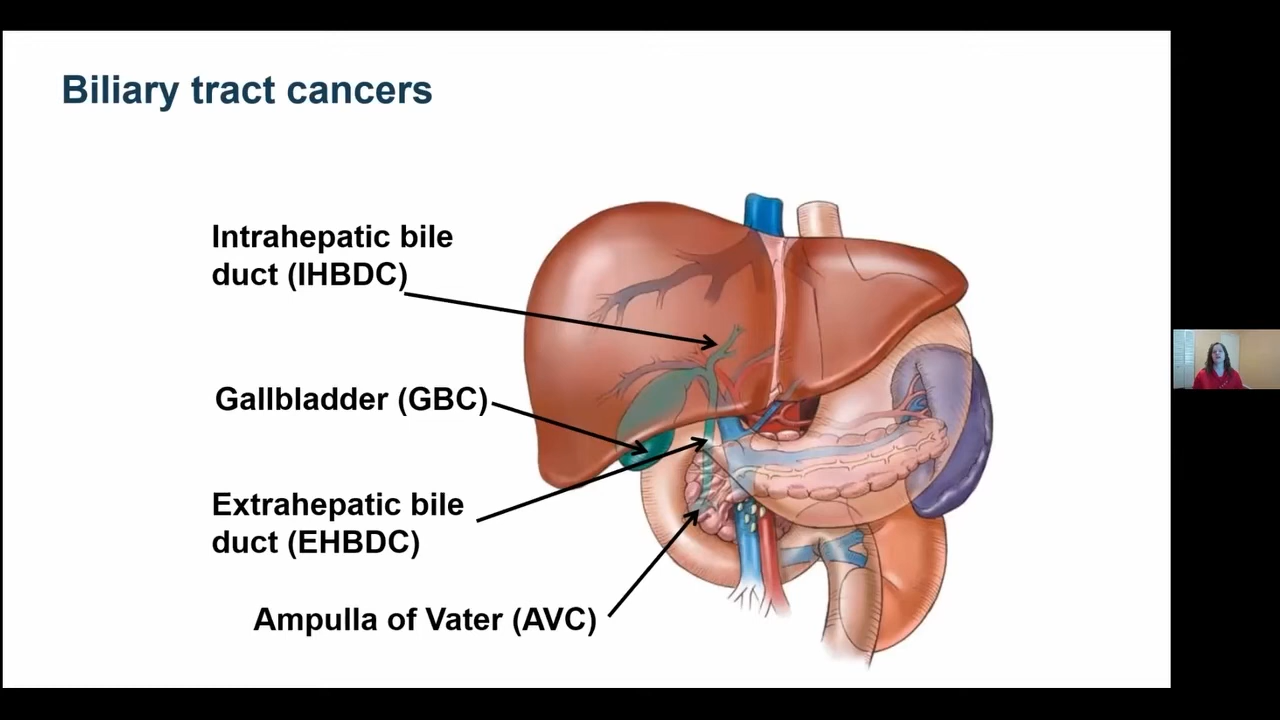 Biliary tract cancers
Intrahepatic bile
duct (IHBDC)
Gallbladder (GBC)
Extrahepatic bile
duct (EHBDC)
Ampulla of Vater (AVC)